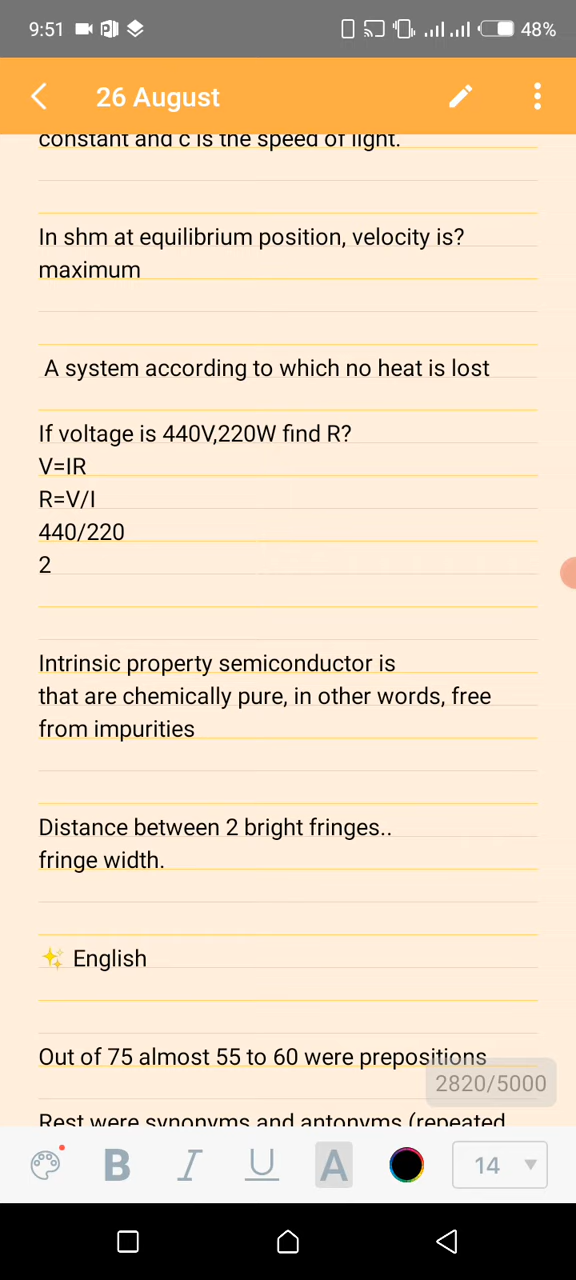 9:51
48%
26 August
constant and c is the speed of light.
In shm at equilibrium position, velocity is?
maximum
A system according to which no heat is lost
If voltage is 440V,220W find R?
V=IR
R=V/I
440/220
2
Intrinsic property semiconductor is
that are chemically pure, in other words, free
from impurities
Distance between 2 bright fringes..
fringe width.
✨ English
Out of 75 almost 55 to 60 were prepositions
2820/5000
Rest were synonyms and antonyms (repeated
B I U A 14